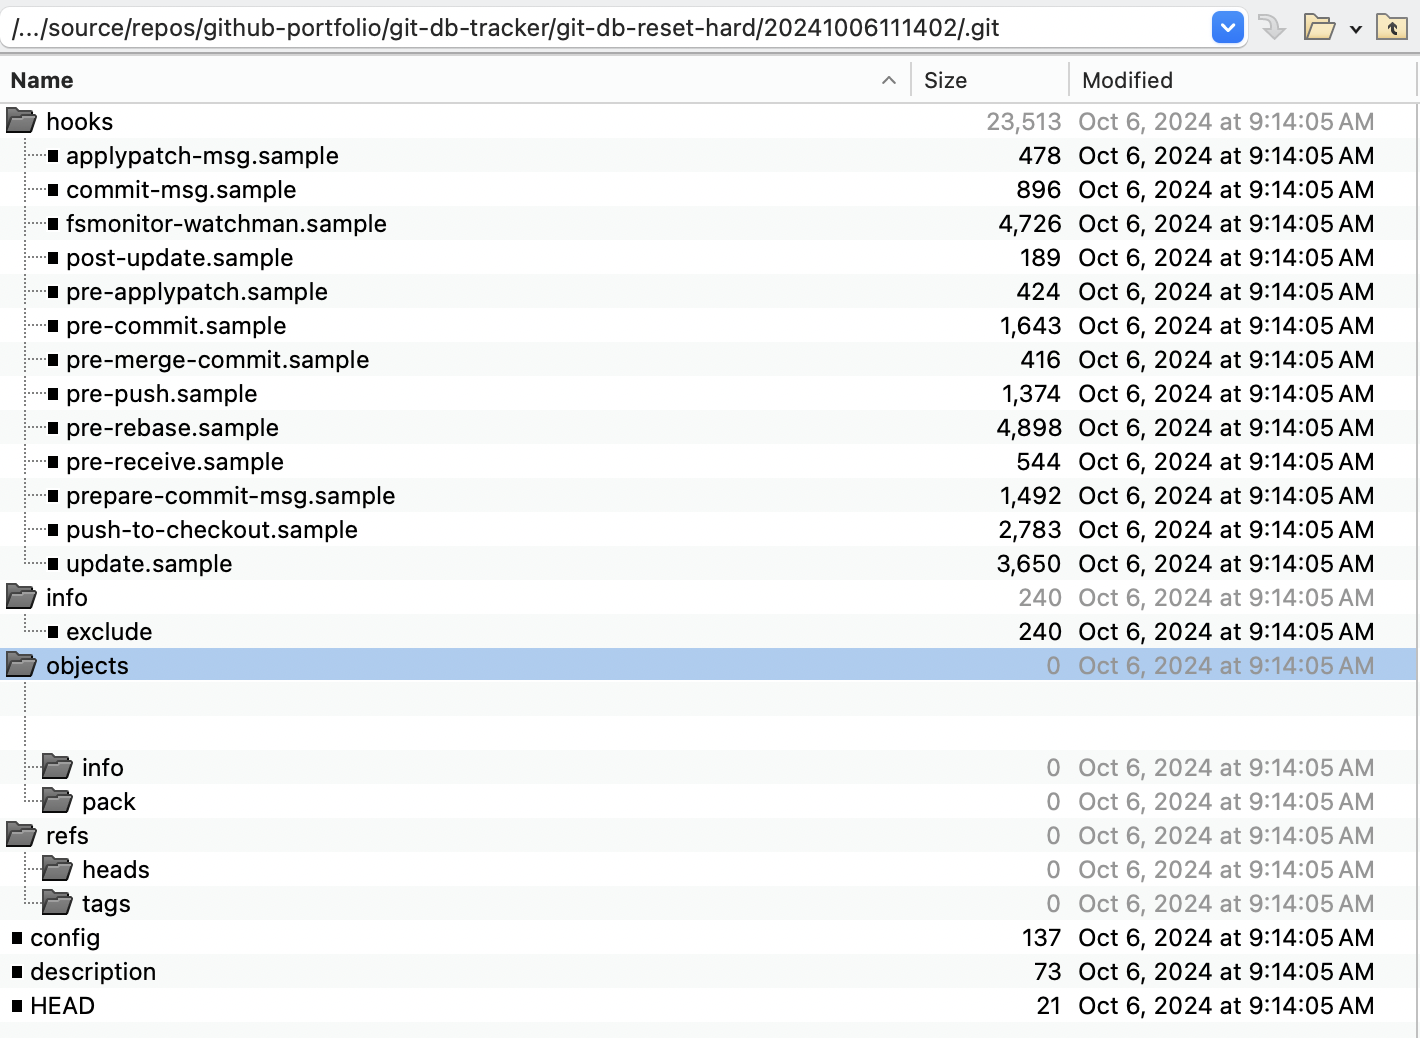 /.../source/repos/github-portfolio/git-db-tracker/git-db-reset-hard/20241006111402/.git
Name Size Modified
hooks 23,513 Oct 6, 2024 at 9:14:05 AM
applypatch-msg.sample 478 Oct 6, 2024 at 9:14:05 AM
commit-msg.sample 896 Oct 6, 2024 at 9:14:05 AM
fsmonitor-watchman.sample 4,726 Oct 6, 2024 at 9:14:05 AM
post-update.sample 189 Oct 6, 2024 at 9:14:05 AM
pre-applypatch.sample 424 Oct 6, 2024 at 9:14:05 AM
pre-commit.sample 1,643 Oct 6, 2024 at 9:14:05 AM
pre-merge-commit.sample 416 Oct 6, 2024 at 9:14:05 AM
pre-push.sample 1,374 Oct 6, 2024 at 9:14:05 AM
pre-rebase.sample 4,898 Oct 6, 2024 at 9:14:05 AM
pre-receive.sample 544 Oct 6, 2024 at 9:14:05 AM
prepare-commit-msg.sample 1,492 Oct 6, 2024 at 9:14:05 AM
push-to-checkout.sample 2,783 Oct 6, 2024 at 9:14:05 AM
update.sample 3,650 Oct 6, 2024 at 9:14:05 AM
info 240 Oct 6, 2024 at 9:14:05 AM
exclude 240 Oct 6, 2024 at 9:14:05 AM
objects 0 Oct 6, 2024 at 9:14:05 AM
info 0 Oct 6, 2024 at 9:14:05 AM
pack 0 Oct 6, 2024 at 9:14:05 AM
refs 0 Oct 6, 2024 at 9:14:05 AM
heads 0 Oct 6, 2024 at 9:14:05 AM
tags 0 Oct 6, 2024 at 9:14:05 AM
config 137 Oct 6, 2024 at 9:14:05 AM
description 73 Oct 6, 2024 at 9:14:05 AM
HEAD 21 Oct 6, 2024 at 9:14:05 AM